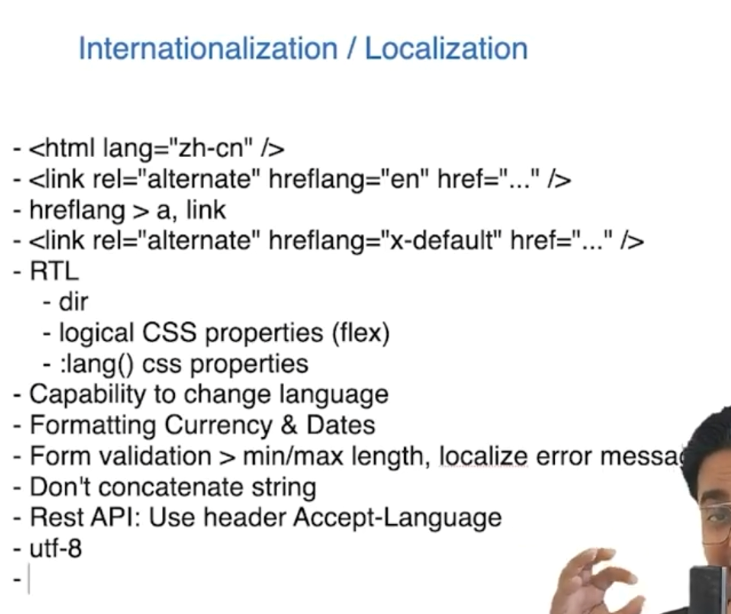 Internationalization / Localization
- <html lang="zh-cn" />
- <link rel="alternate" hreflang="en" href="..." />
- hreflang > a, link
- <link rel="alternate" hreflang="x-default" href="..." />
- RTL
- dir
- logical CSS properties (flex)
- :lang() css properties
- Capability to change language
- Formatting Currency & Dates
- Form validation > min/max length, localize error
- Don't concatenate string
- Rest API: Use header Accept-Language
- utf-8
-